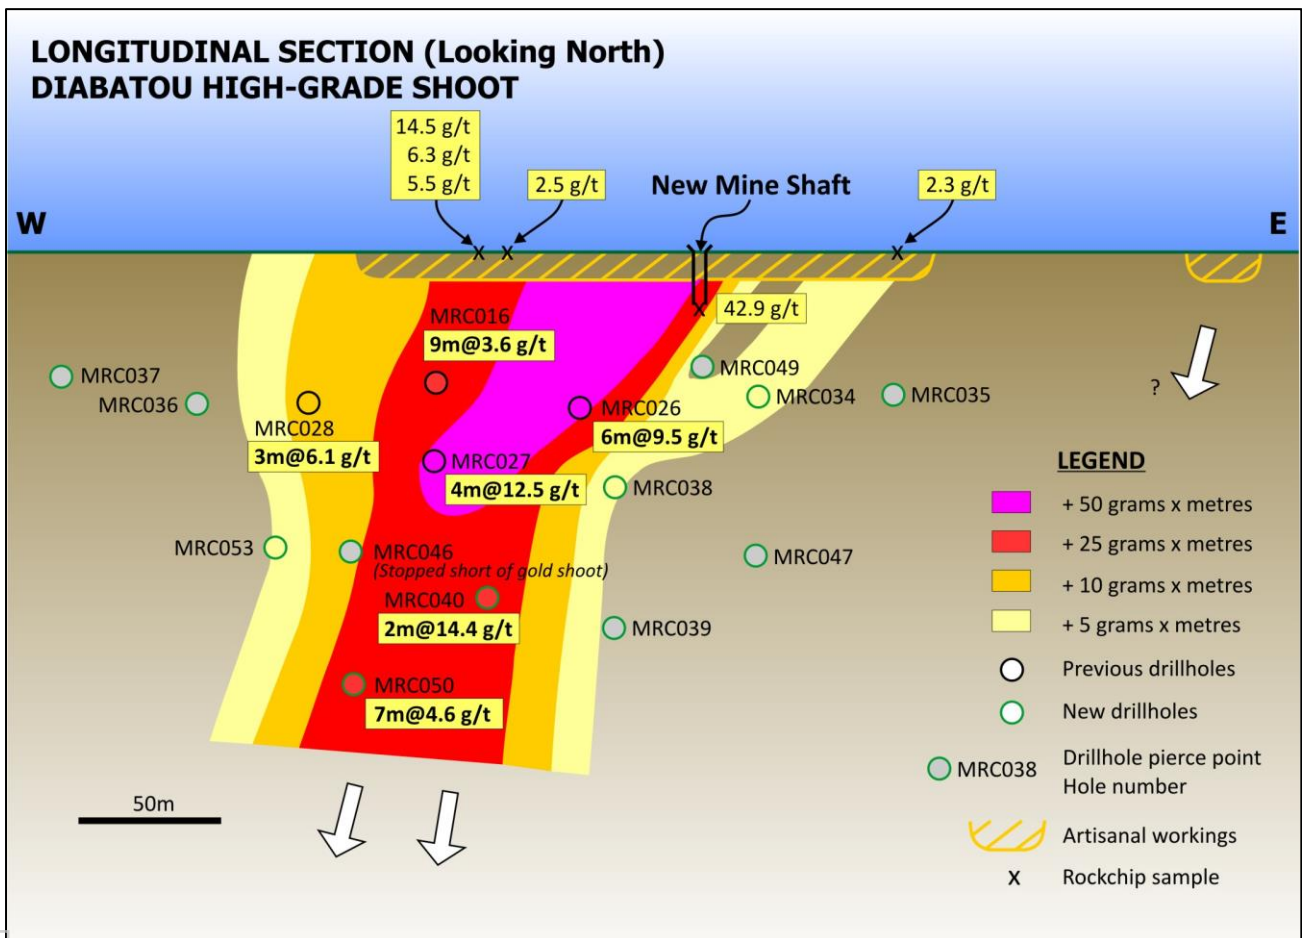 LONGITUDINAL SECTION (Looking North)
DIABATOU HIGH-GRADE SHOOT
14.5 g/t
6.3 g/t
5.5 g/t
2.5 g/t
New Mine Shaft
2.3 g/t
W
E
42.9 g/t
MRC016
9m@3.6 g/t
MRC049
MRC037
MRC036
MRC034
MRC035
?
MRC028
3m@6.1 g/t
MRC026
6m@9.5 g/t
MRC027
4m@12.5 g/t
MRC038
MRC053
MRC046
(Stopped short of gold shoot)
MRC047
MRC040
2m@14.4 g/t
MRC039
MRC050
7m@4.6 g/t
50m
LEGEND
+ 50 grams x metres
+ 25 grams x metres
+ 10 grams x metres
+ 5 grams x metres
Previous drillholes
New drillholes
MRC038
Drillhole pierce point
Hole number
Artisanal workings
x Rockchip sample